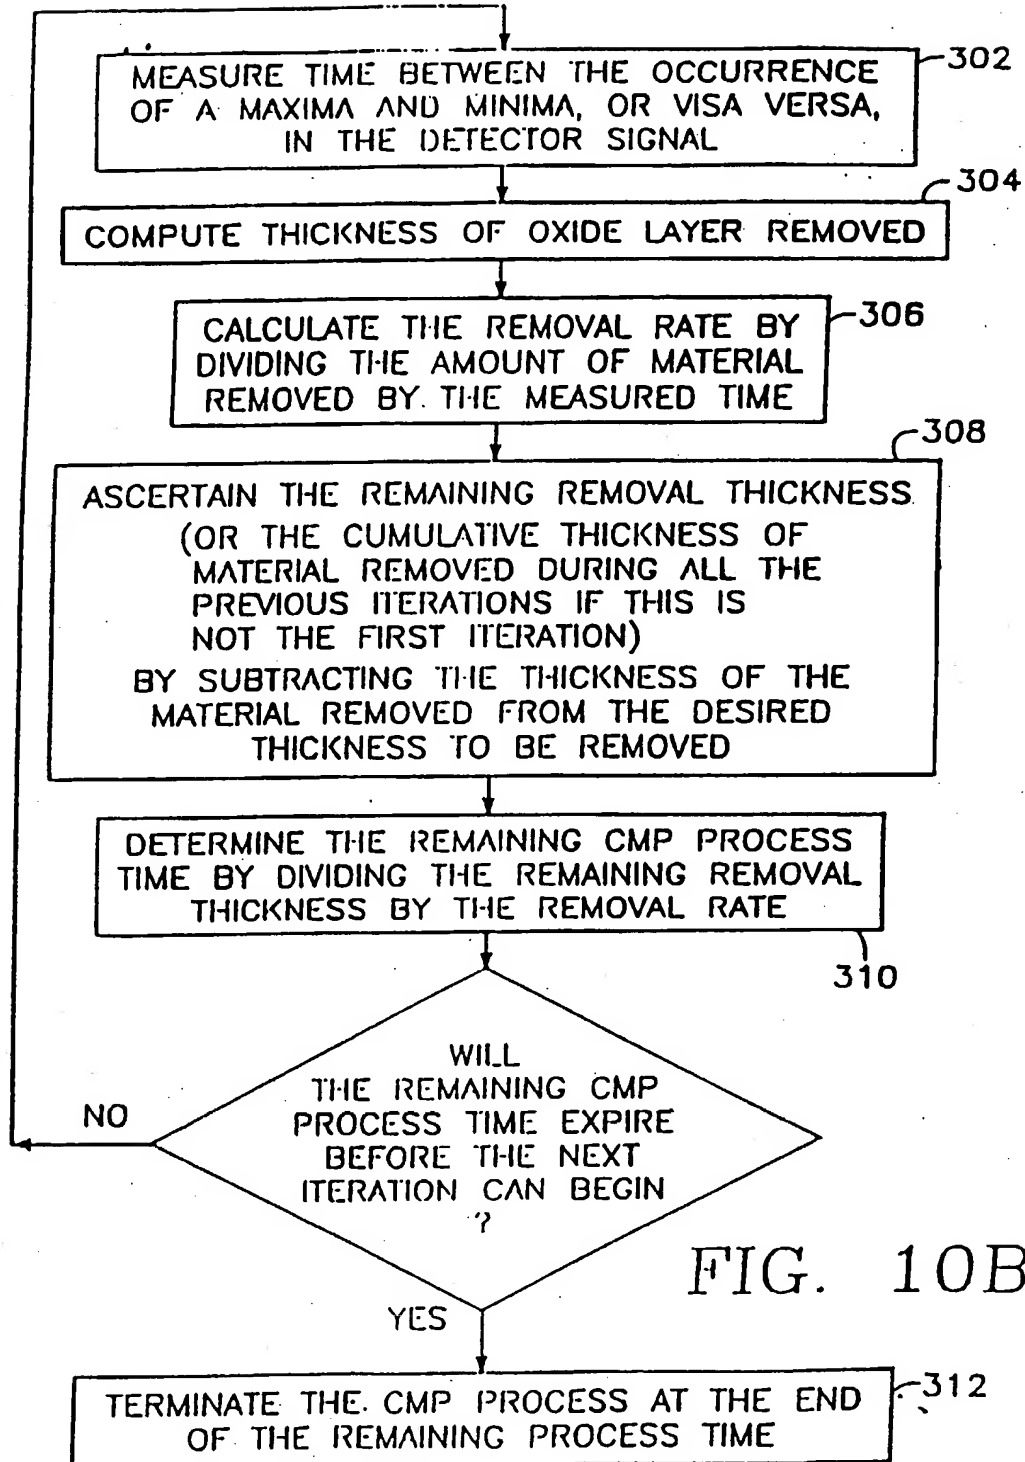 302
MEASURE TIME BETWEEN THE OCCURRENCE
OF A MAXIMA AND MINIMA, OR VISA VERSA,
IN THE DETECTOR SIGNAL
304
COMPUTE THICKNESS OF OXIDE LAYER REMOVED
306
CALCULATE THE REMOVAL RATE BY
DIVIDING THE AMOUNT OF MATERIAL
REMOVED BY THE MEASURED TIME
308
ASCERTAIN THE REMAINING REMOVAL THICKNESS
(OR THE CUMULATIVE THICKNESS OF
MATERIAL REMOVED DURING ALL THE
PREVIOUS ITERATIONS IF THIS IS
NOT THE FIRST ITERATION)
BY SUBTRACTING THE THICKNESS OF THE
MATERIAL REMOVED FROM THE DESIRED
THICKNESS TO BE REMOVED
DETERMINE THE REMAINING CMP PROCESS
TIME BY DIVIDING THE REMAINING REMOVAL
THICKNESS BY THE REMOVAL RATE
310
WILL
THE REMAINING CMP
PROCESS TIME EXPIRE
BEFORE THE NEXT
ITERATION CAN BEGIN
?
NO
YES
FIG. 10B
312
TERMINATE THE CMP PROCESS AT THE END
OF THE REMAINING PROCESS TIME